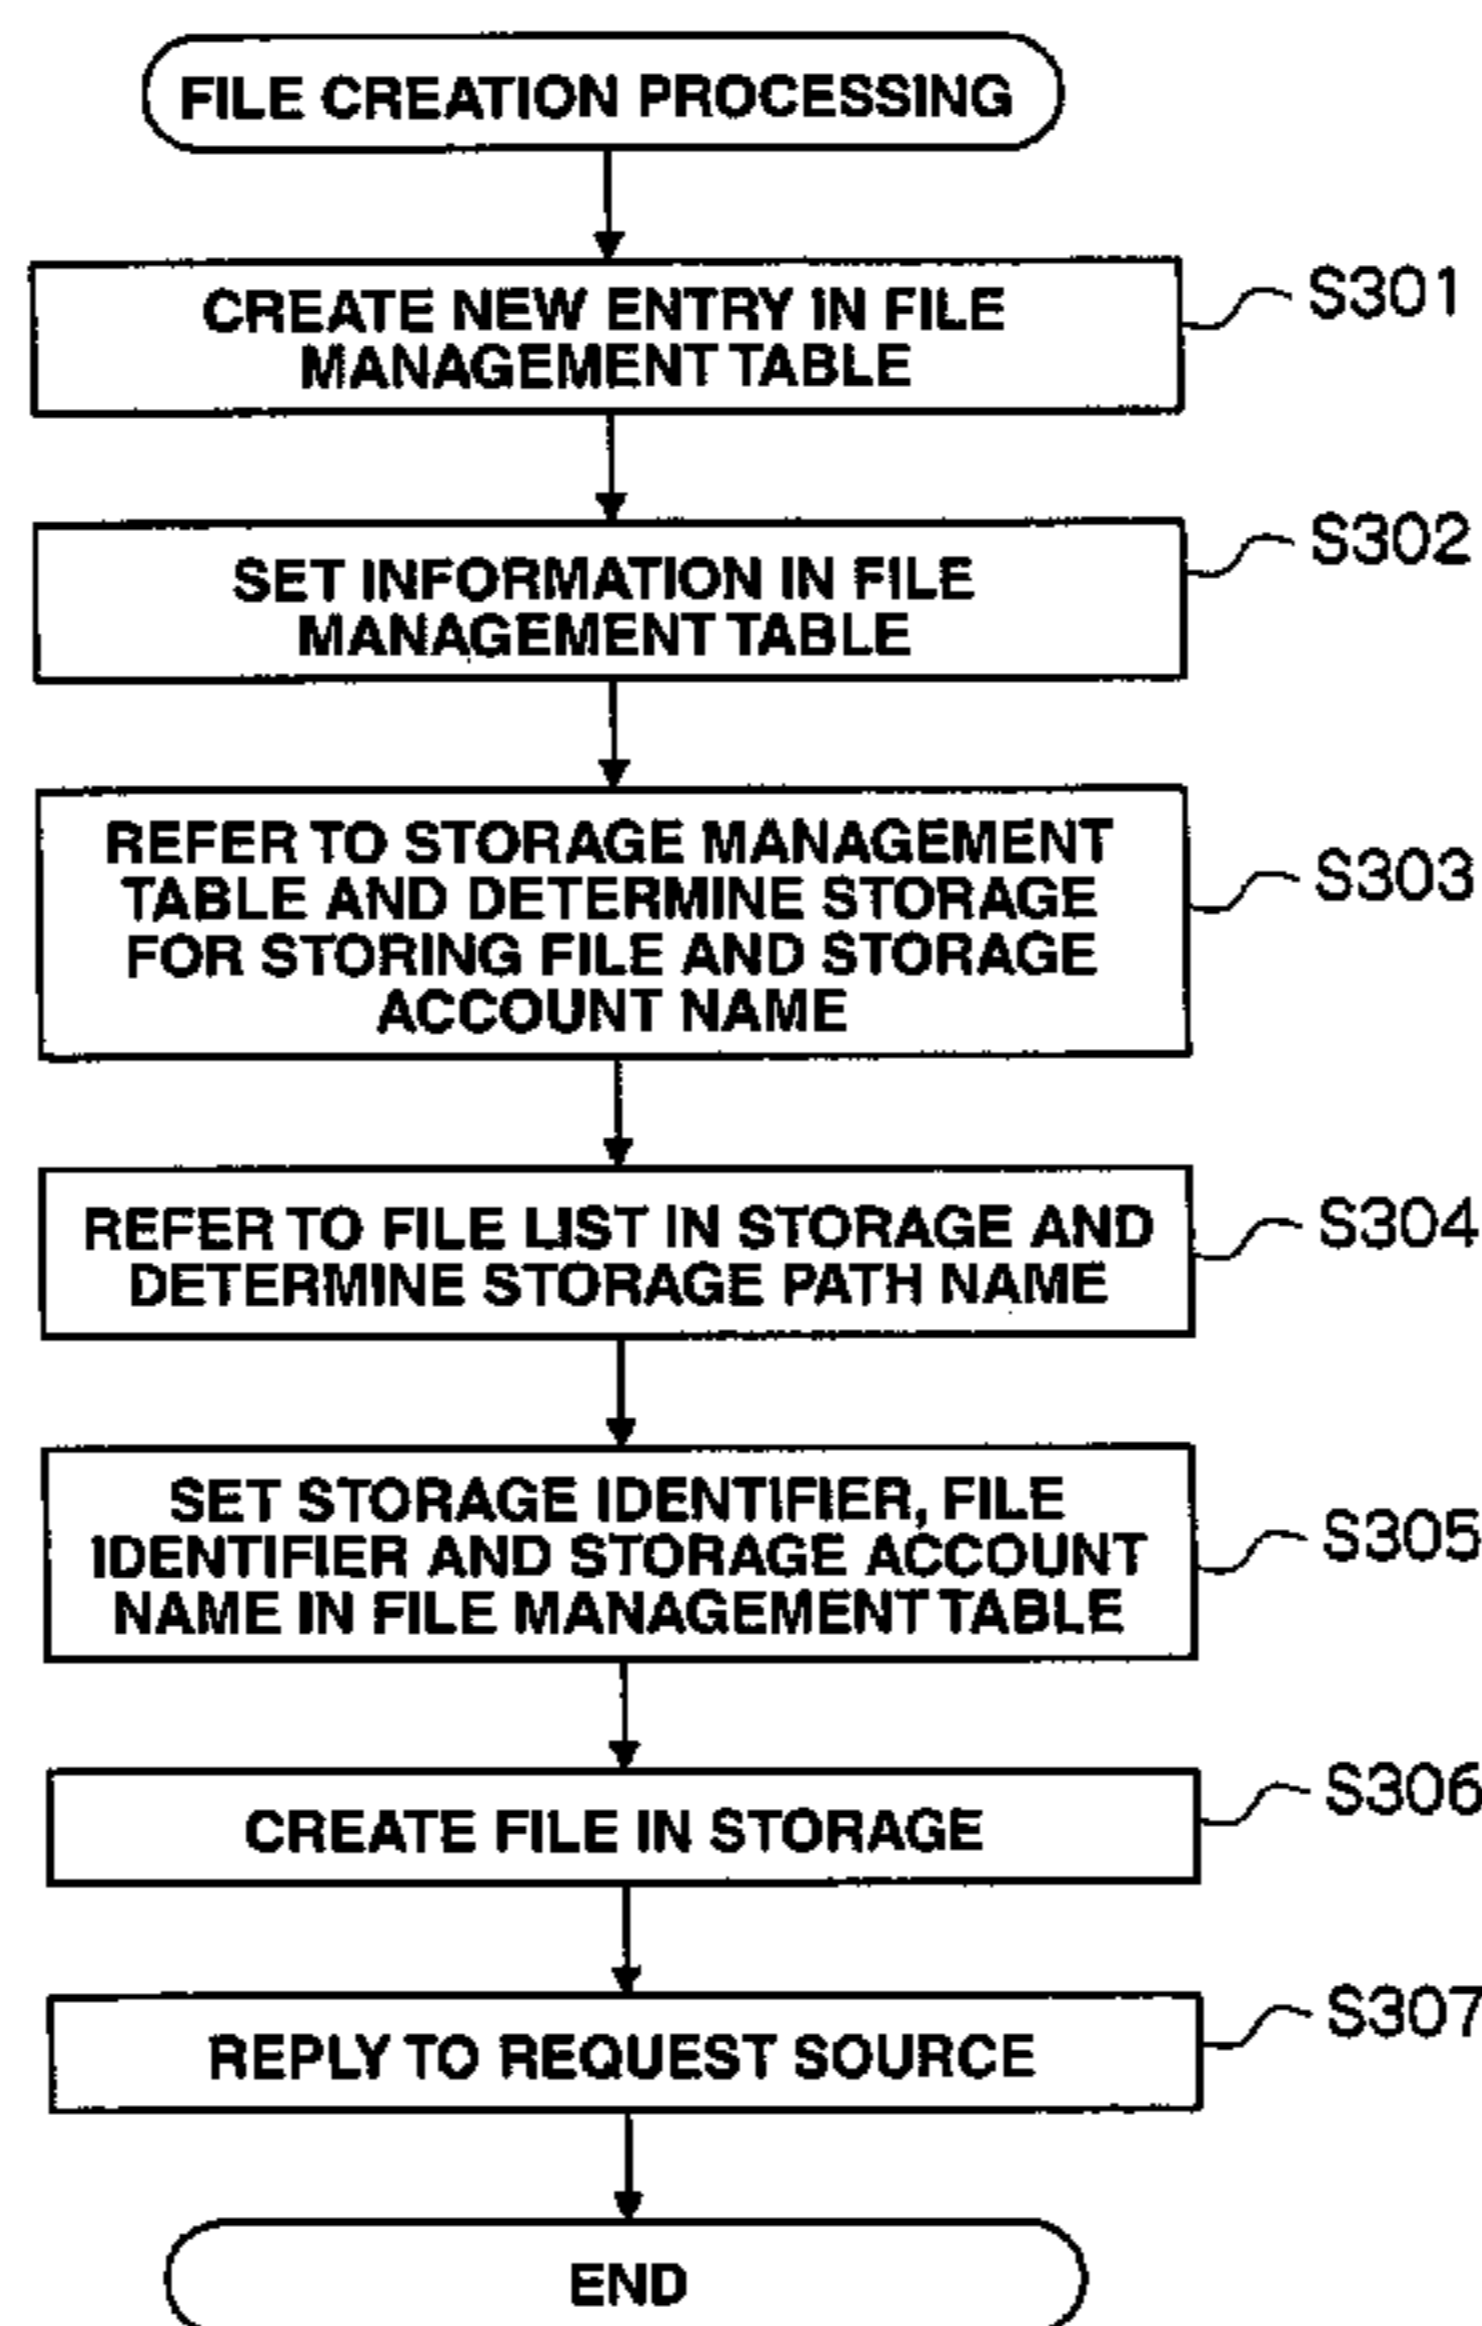 FILE CREATION PROCESSING
CREATE NEW ENTRY IN FILE
MANAGEMENT TABLE
S301
SET INFORMATION IN FILE
MANAGEMENT TABLE
S302
REFER TO STORAGE MANAGEMENT
TABLE AND DETERMINE STORAGE
FOR STORING FILE AND STORAGE
ACCOUNT NAME
S303
REFER TO FILE LIST IN STORAGE AND
DETERMINE STORAGE PATH NAME
S304
SET STORAGE IDENTIFIER, FILE
IDENTIFIER AND STORAGE ACCOUNT
NAME IN FILE MANAGEMENT TABLE
S305
CREATE FILE IN STORAGE
S306
REPLY TO REQUEST SOURCE
S307
END